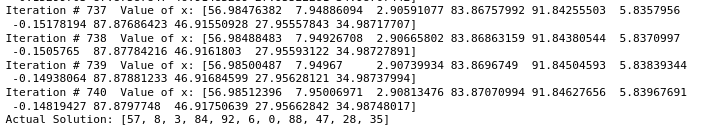 Iteration # 737  Value of x: [56.98476382  7.94886094  2.90591077 83.86757992 91.84255503  5.8357956
 -0.15178194 87.87686423 46.91550928 27.95557843 34.98717707]
Iteration # 738  Value of x: [56.98488483  7.94926708  2.90665802 83.86863159 91.84380544  5.8370997
 -0.1505765  87.87784216 46.9161803  27.95593122 34.98727891]
Iteration # 739  Value of x: [56.98500487  7.94967     2.90739934 83.8696749  91.84504593  5.83839344
 -0.14938064 87.87881233 46.91684599 27.95628121 34.98737994]
Iteration # 740  Value of x: [56.98512396  7.95006971  2.90813476 83.87070994 91.84627656  5.83967691
 -0.14819427 87.8797748  46.91750639 27.95662842 34.98748017]
Actual Solution: [57, 8, 3, 84, 92, 6, 0, 88, 47, 28, 35]